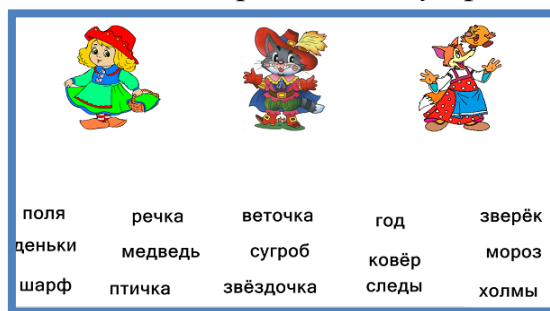 поля речка веточка год зверёк
деньки медведь сугроб ковёр мороз
шарф птичка звёздочка следы холмы